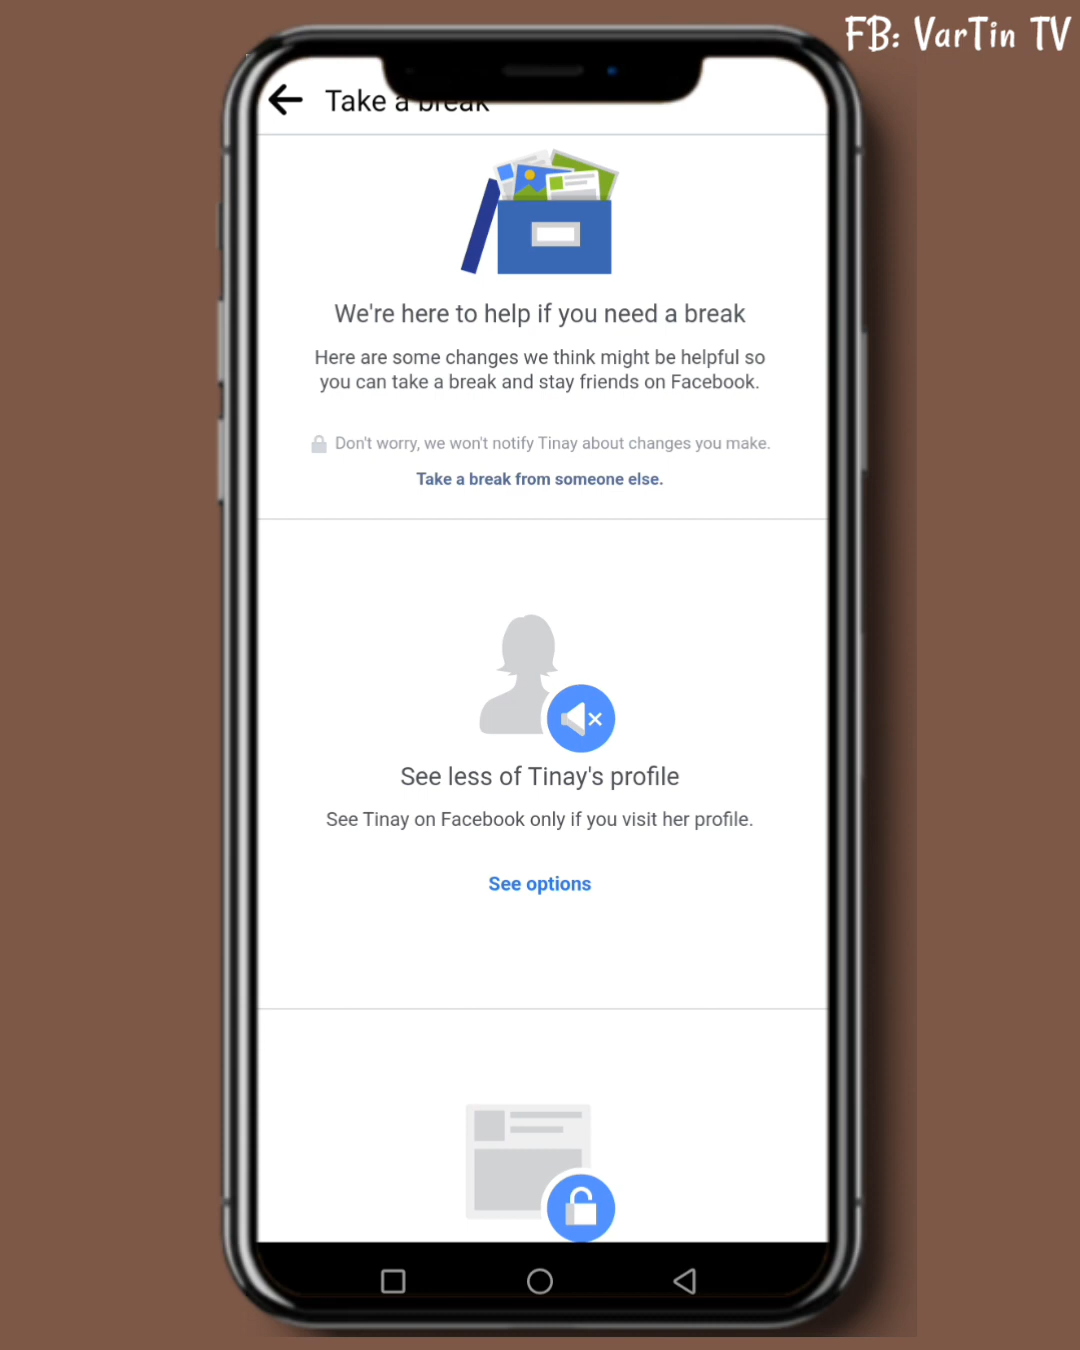 FB: VarTin TV
Take a break
We're here to help if you need a break
Here are some changes we think might be helpful so
you can take a break and stay friends on Facebook.
Don't worry, we won't notify Tinay about changes you make.
Take a break from someone else.
See less of Tinay's profile
See Tinay on Facebook only if you visit her profile.
See options